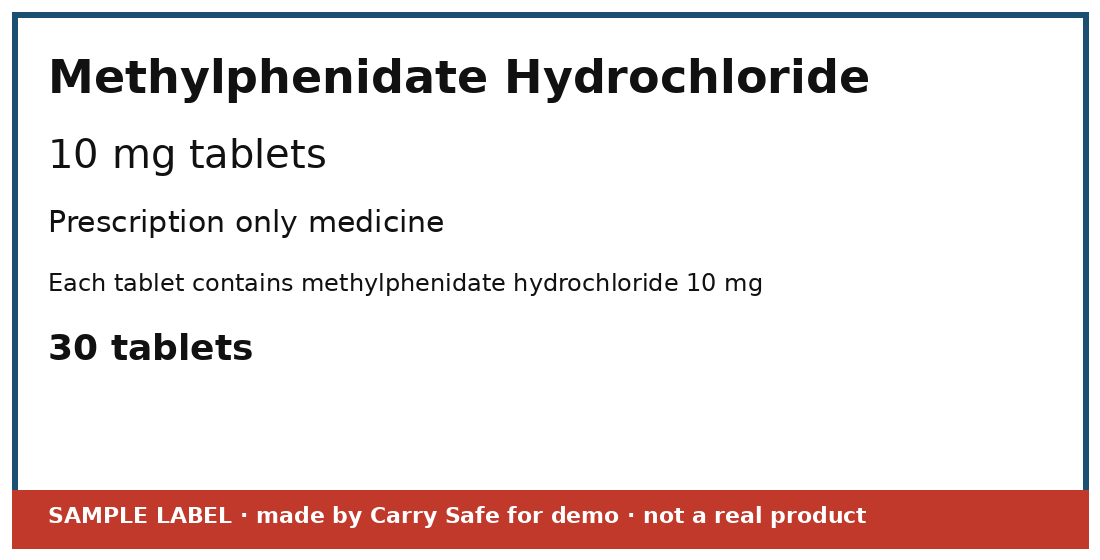 Methylphenidate Hydrochloride
10 mg tablets
Prescription only medicine
Each tablet contains methylphenidate hydrochloride 10 mg
30 tablets
SAMPLE LABEL · made by Carry Safe for demo · not a real product